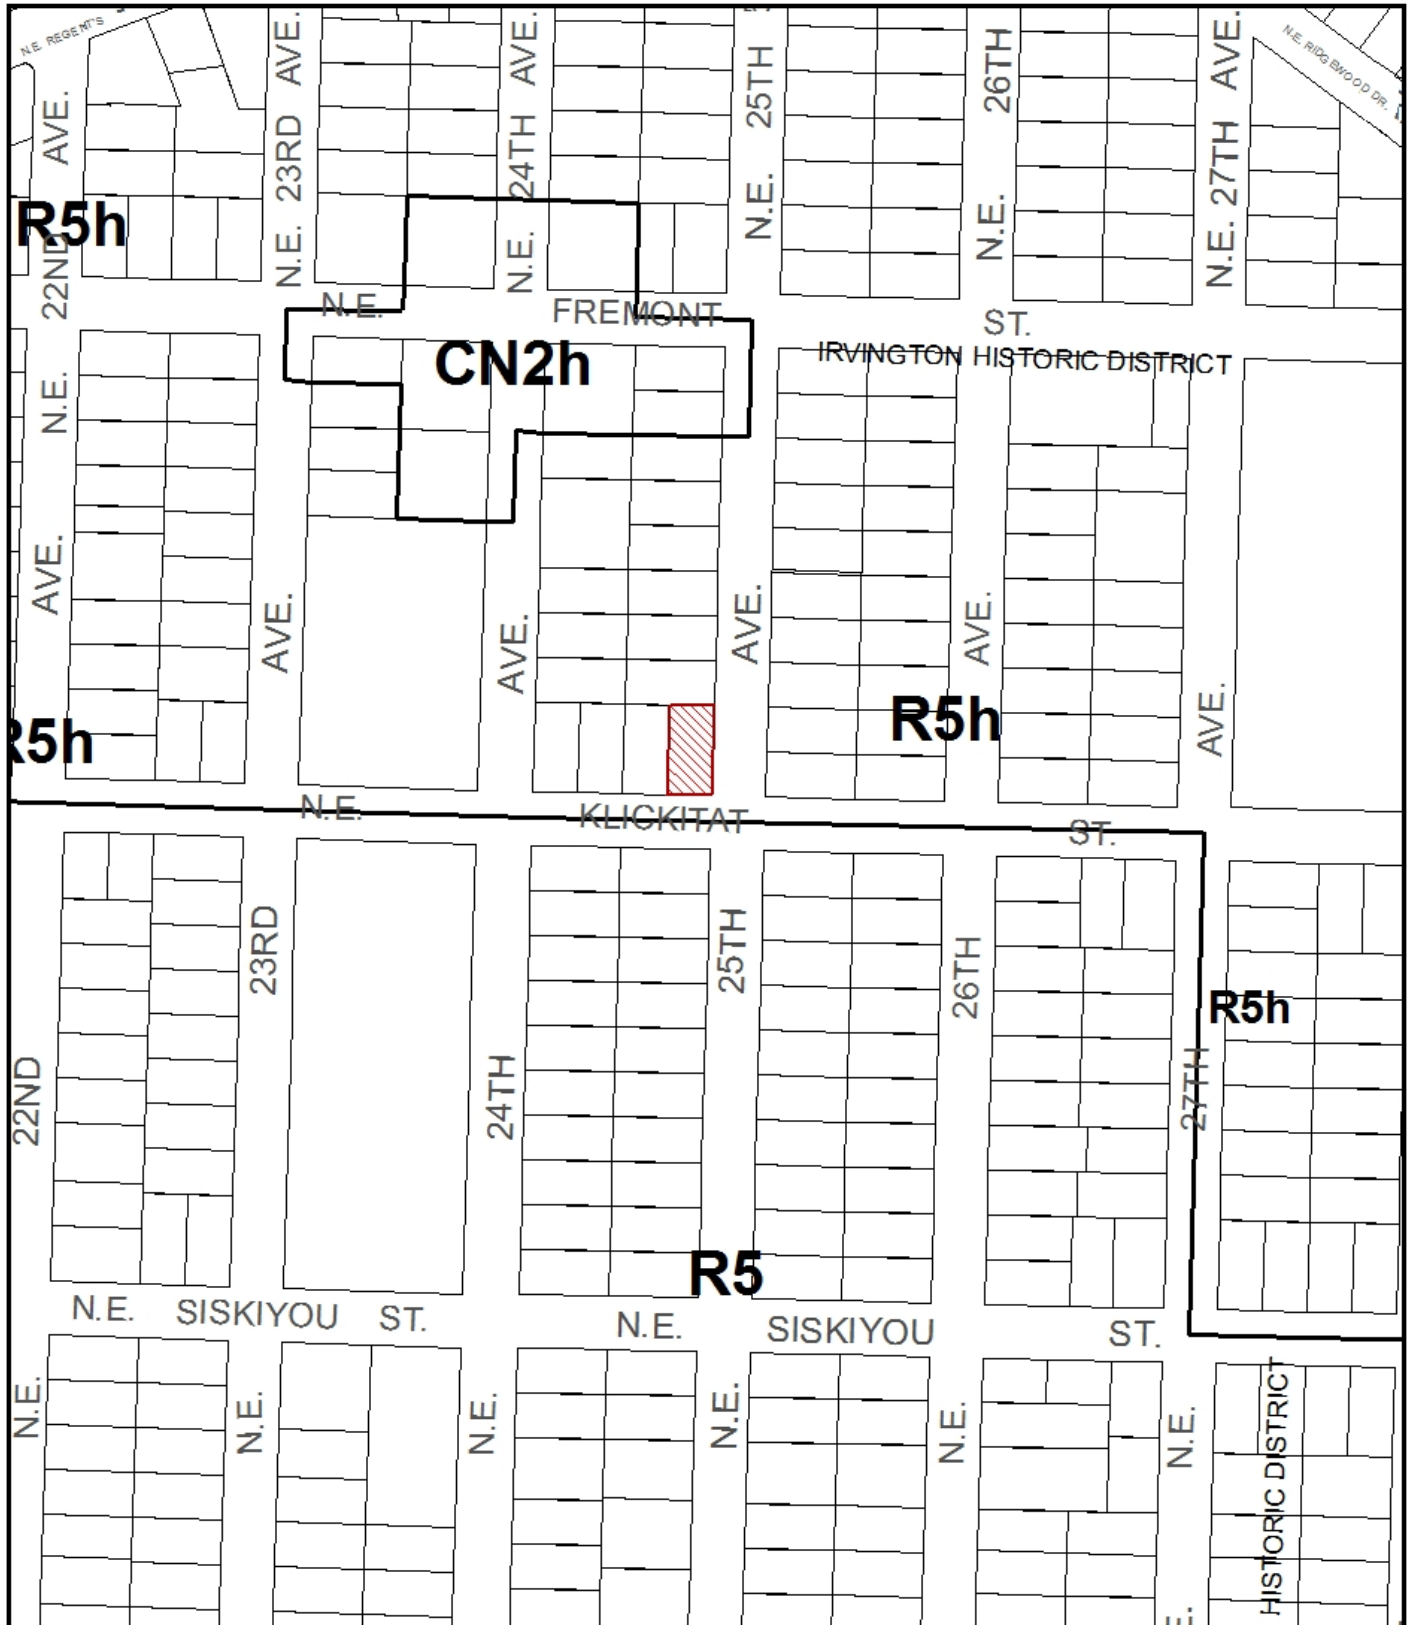 N.E. REGENT'S
AVE.
AVE.
25TH
26TH
AVE.
N.E. RIDGEWOOD DR.
AVE.
23RD
24TH
27TH
R5h
N.E.
N.E.
N.E.
N.E.
N.E.
22ND
N.E.
FREMONT
ST.
IRVINGTON HISTORIC DISTRICT
CN2h
N.E.
AVE.
AVE.
AVE.
AVE.
AVE.
AVE.
R5h
R5h
N.E.
KLICKITAT
ST.
23RD
25TH
26TH
R5h
22ND
24TH
27TH
R5
N.E. SISKIYOU ST.
N.E. SISKIYOU ST.
N.E.
N.E.
N.E.
N.E.
N.E.
N.E.
HISTORIC DISTRICT